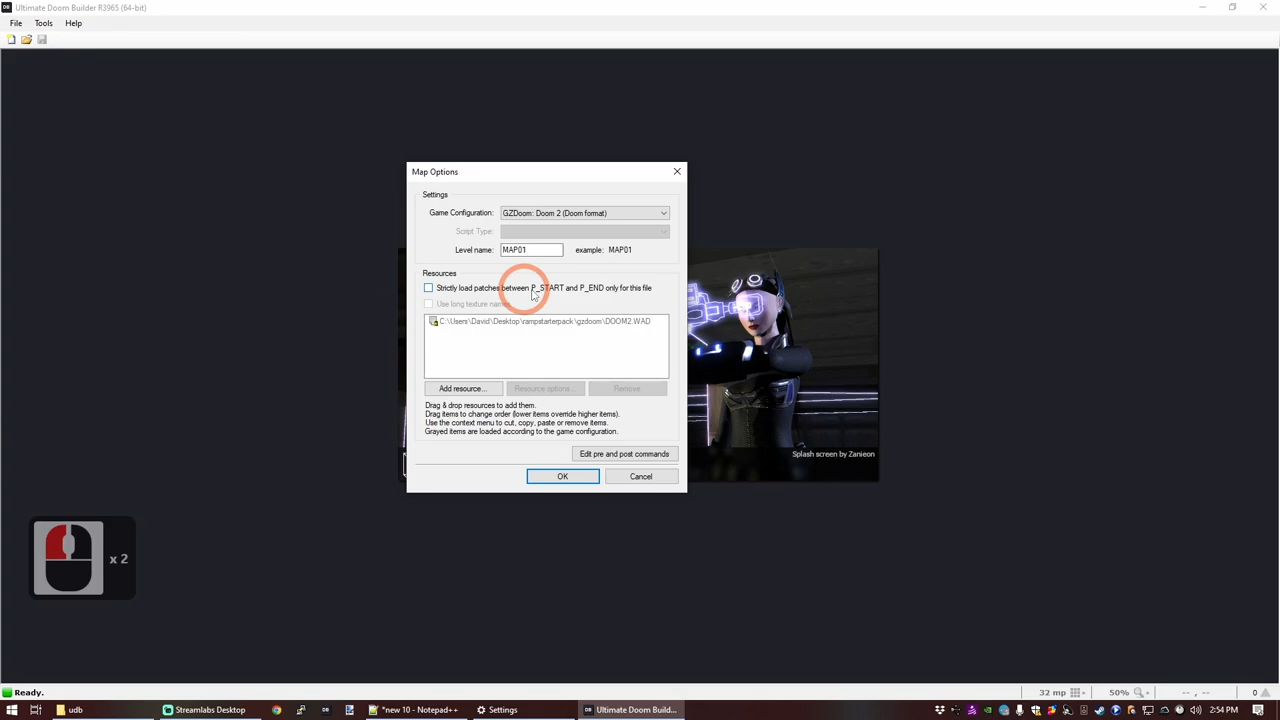 Ultimate Doom Builder R3965 (64-bit)
File Tools Help
Map Options
Settings
Game Configuration: GZDoom: Doom 2 (Doom format)
Script Type:
Level name: MAP01 example: MAP01
Resources
Strictly load patches between P_START and P_END only for this file
Use long texture names
C:\Users\David\Desktop\rampstarterpack\gzdoom\DOOM2.WAD
Add resource... Resource options... Remove
Drag & drop resources to add them.
Drag items to change order (lower items override higher items).
Use the context menu to cut, copy, paste or remove items.
Grayed items are loaded according to the game configuration.
Edit pre and post commands
OK Cancel
Splash screen by Zanieon
x 2
Ready. 32 mp 50% -- , -- 0
udb Streamlabs Desktop *new 10 - Notepad++ Settings Ultimate Doom Build... 2:54 PM